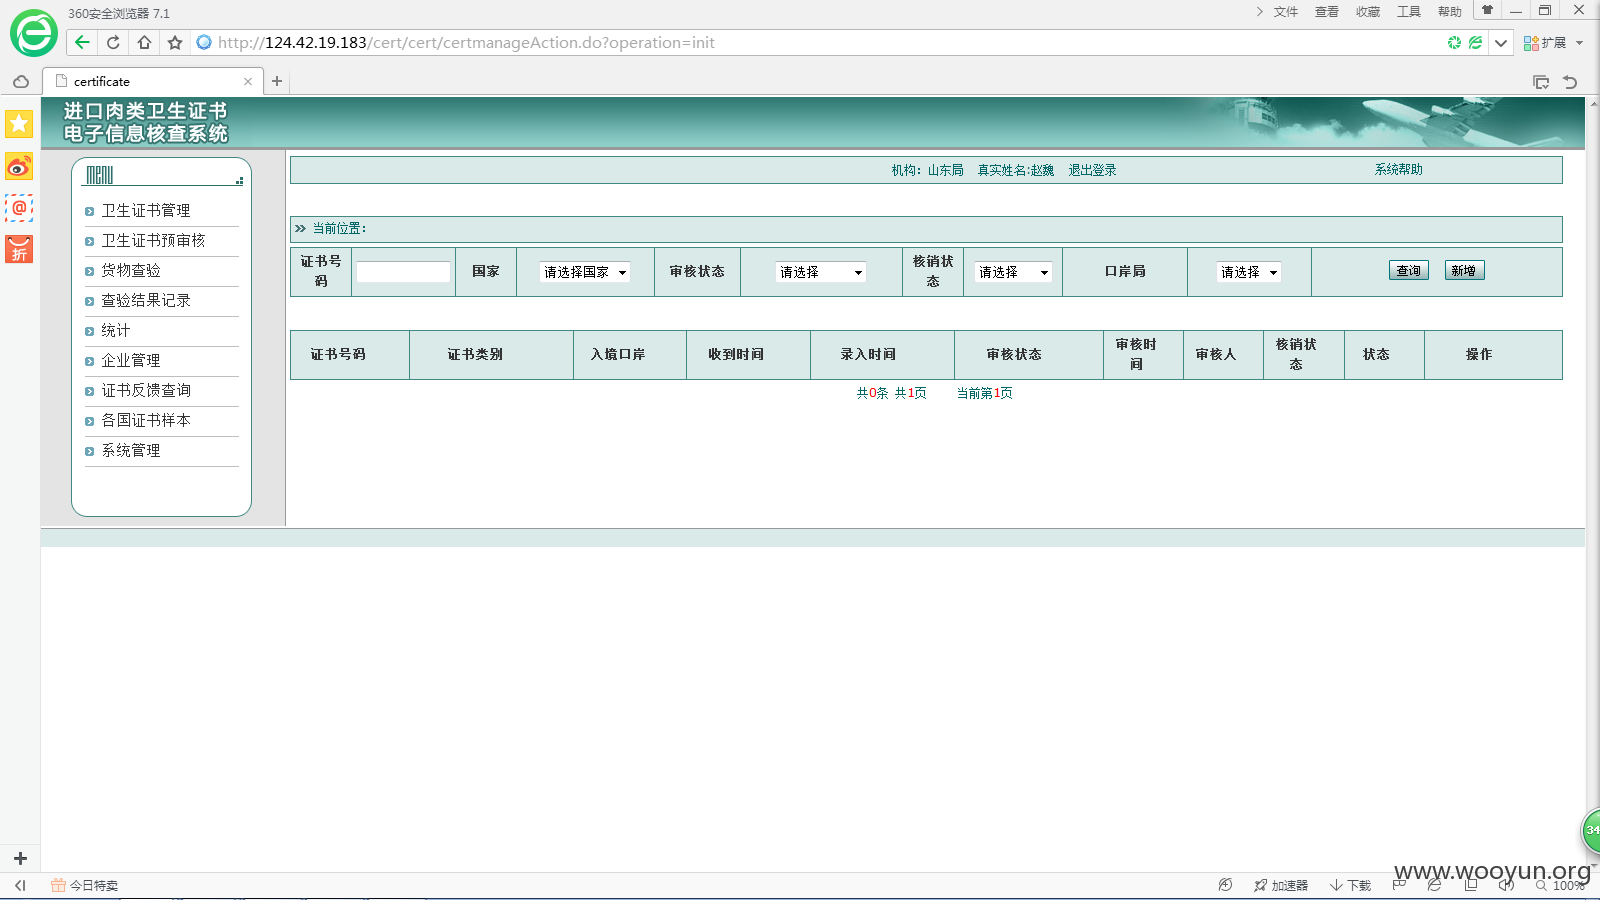 360安全浏览器 7.1
文件 查看 收藏 工具 帮助
http://124.42.19.183/cert/cert/certmanageAction.do?operation=init
扩展
certificate
进口肉类卫生证书
电子信息核查系统
MENU
卫生证书管理
卫生证书预审核
货物查验
查验结果记录
统计
企业管理
证书反馈查询
各国证书样本
系统管理
机构：山东局 真实姓名:赵巍 退出登录 系统帮助
当前位置：
证书号码 国家 请选择国家 审核状态 请选择 核销状态 请选择 口岸局 请选择 查询 新增
证书号码 证书类别 入境口岸 收到时间 录入时间 审核状态 审核时间 审核人 核销状态 状态 操作
共0条 共1页 当前第1页
折
34
www.wooyun.org
今日特卖 加速器 下载 100%